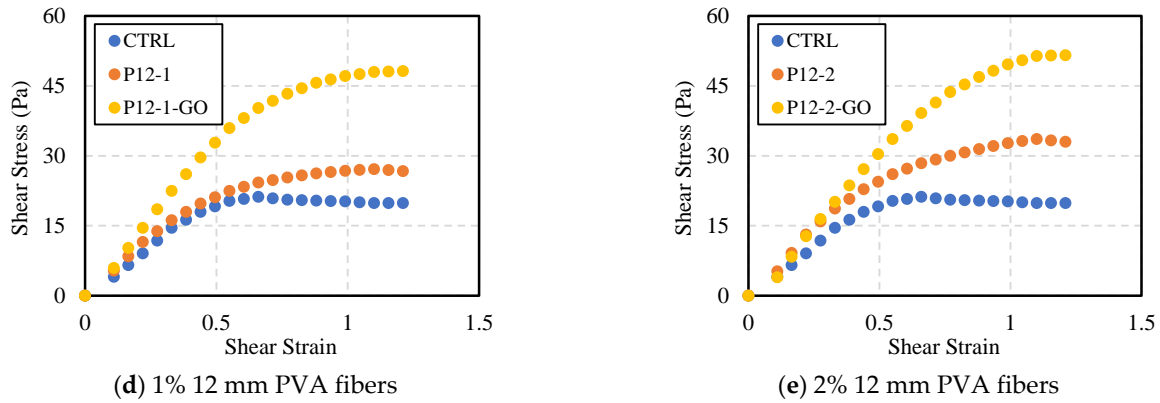 60
45
30
15
0
Shear Stress (Pa)
CTRL
P12-1
P12-1-GO
0 0.5 1 1.5
Shear Strain
(d) 1% 12 mm PVA fibers
60
45
30
15
0
Shear Stress (Pa)
CTRL
P12-2
P12-2-GO
0 0.5 1 1.5
Shear Strain
(e) 2% 12 mm PVA fibers